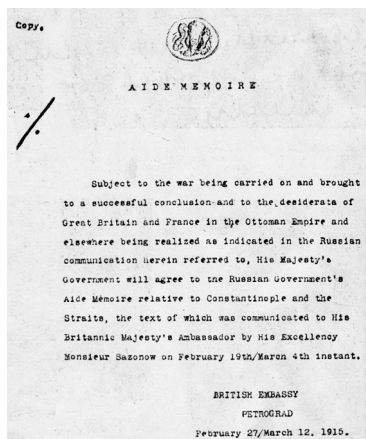 Copy.
AIDE MEMOIRE
Subject to the war being carried on and brought
to a successful conclusion and to the desiderata of
Great Britain and France in the Ottoman Empire and
elsewhere being realized as indicated in the Russian
communication herein referred to, His Majesty's
Government will agree to the Russian Government's
Aide Mémoire relative to Constantinople and the
Straits, the text of which was communicated to His
Britannic Majesty's Ambassador by His Excellency
Monsieur Sazonow on February 19th/March 4th instant.
BRITISH EMBASSY
PETROGRAD
February 27/March 12, 1915.